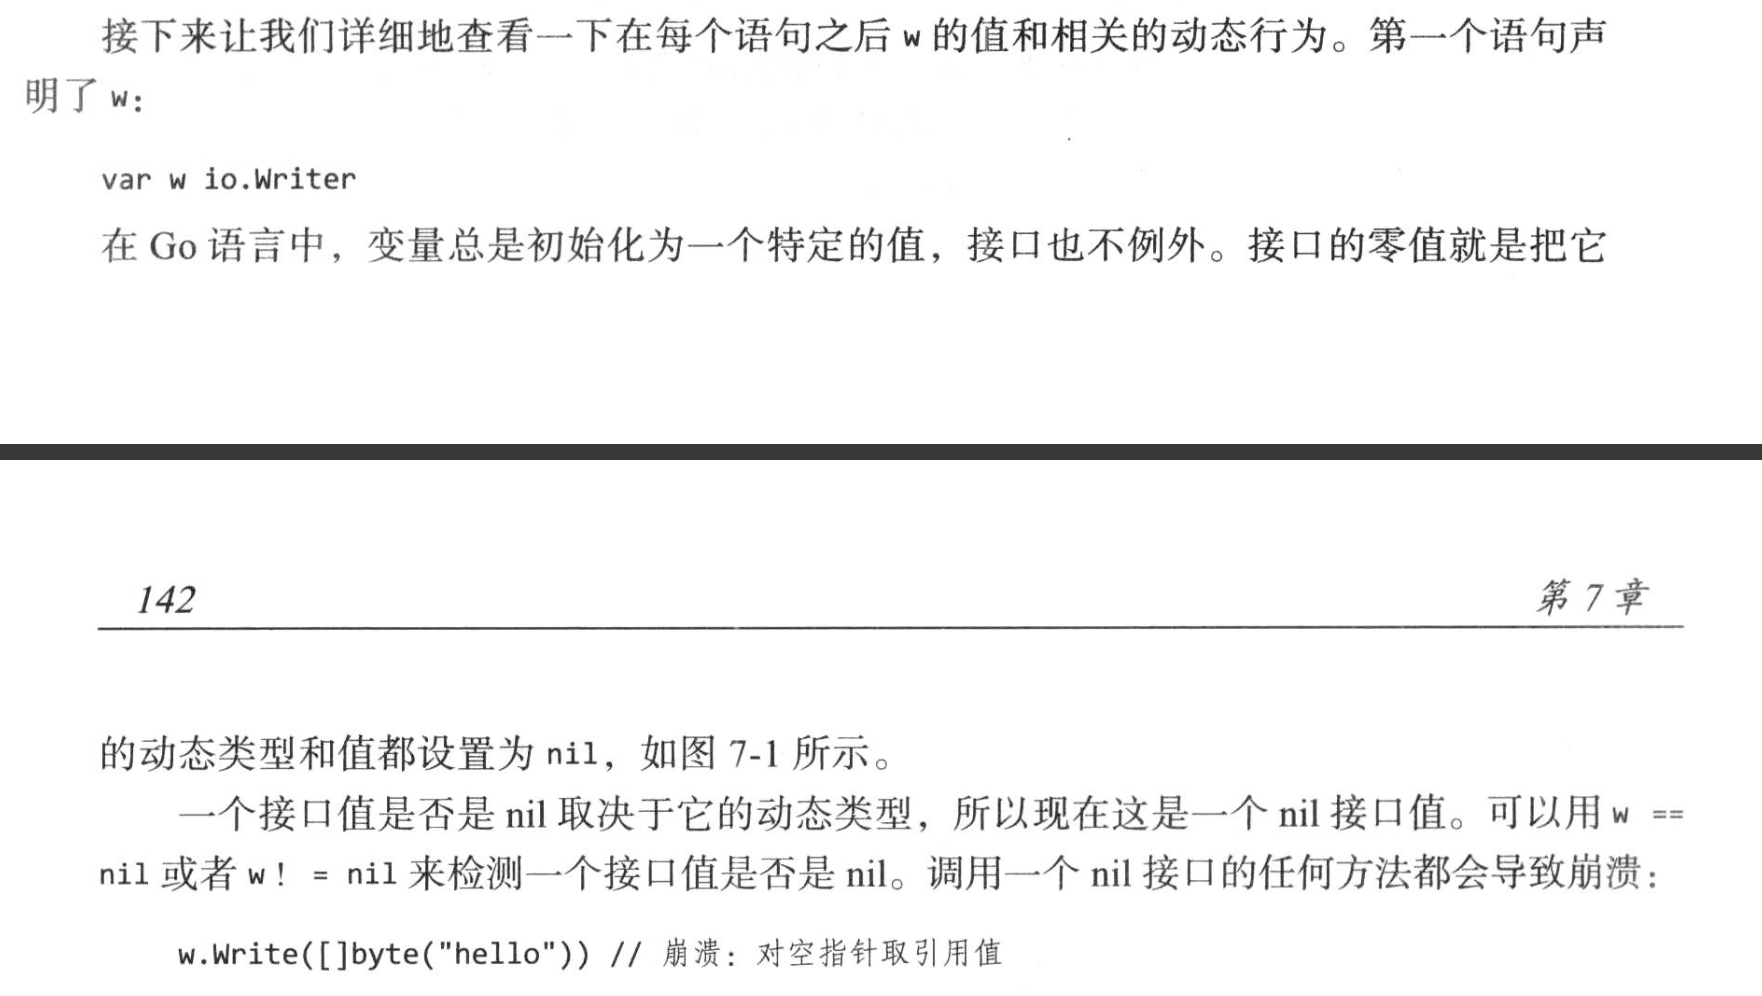 接下来让我们详细地查看一下在每个语句之后 w 的值和相关的动态行为。第一个语句声
明了 w：
var w io.Writer
在 Go 语言中，变量总是初始化为一个特定的值，接口也不例外。接口的零值就是把它
142 第 7 章
的动态类型和值都设置为 nil，如图 7-1 所示。
一个接口值是否是 nil 取决于它的动态类型，所以现在这是一个 nil 接口值。可以用 w ==
nil 或者 w！ = nil 来检测一个接口值是否是 nil。调用一个 nil 接口的任何方法都会导致崩溃：
w.Write([]byte("hello")) // 崩溃：对空指针取引用值